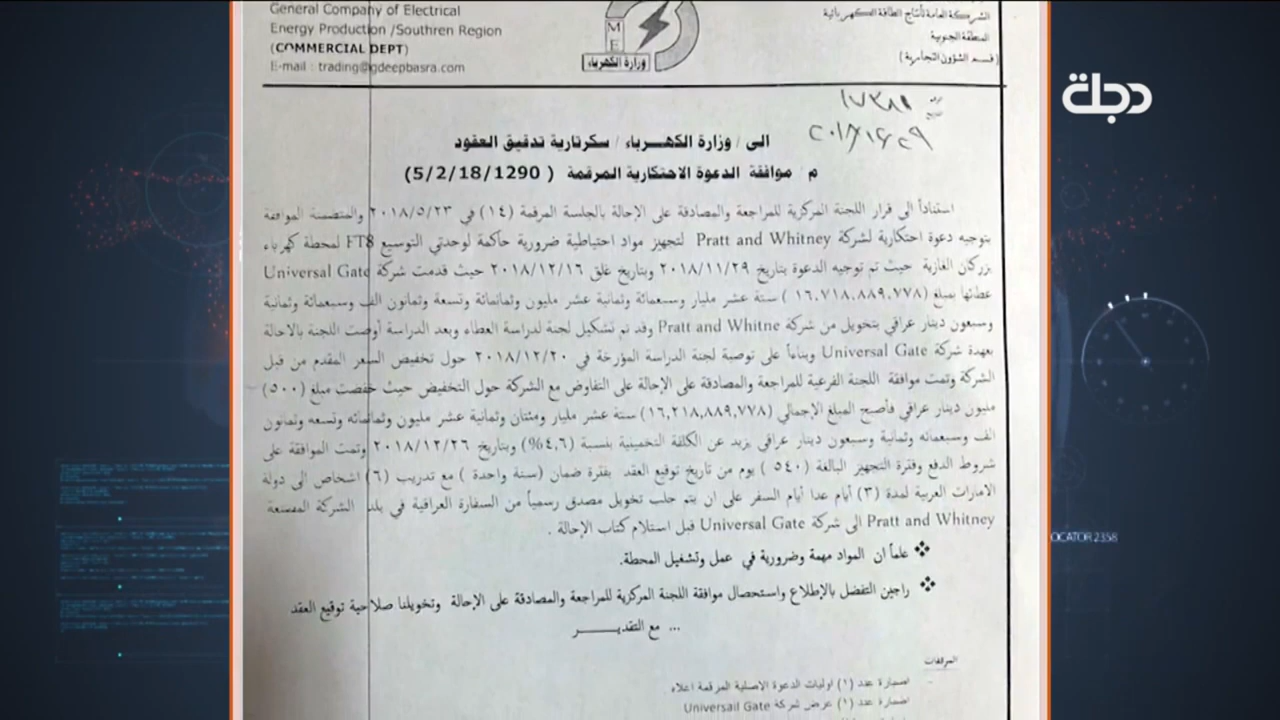 General Company of Electrical
الشركة العامة لأنتاج الطاقة الكهربائية
Energy Production /Southren Region
المنطقة الجنوبية
(COMMERCIAL DEPT)
(قسم الشؤون التجارية)
E-mail : trading@gdeepbasra.com
M
E
وزارة الكهرباء
دجلة
الى / وزارة الكهرباء / سكرتارية تدقيق العقود
م / موافقة الدعوة الاحتكارية المرقمة ( 5/2/18/1290)
استناداً الى قرار اللجنة المركزية للمراجعة والمصادقة على الإحالة بالجلسة المرقمة (١٤) في ٢٠١٨/٥/٢٣ والمتضمنة الموافقة
بتوجيه دعوة احتكارية لشركة Pratt and Whitney لتجهيز مواد احتياطية ضرورية حاكمة لوحدتي التوسيع FT8 لمحطة كهرباء
بزركان الغازية حيث تم توجيه الدعوة بتاريخ ٢٠١٨/١١/٢٩ وبتاريخ غلق ٢٠١٨/١٢/١٦ حيث قدمت شركة Universal Gate
عطائها بمبلغ (١٦,٧١٨,٨٨٩,٧٧٨ ) ستة عشر مليار وسبعمائة وثمانية عشر مليون وثمانمائة وتسعة وثمانون الف وسبعمائة وثمانية
وسبعون دينار عراقي بتخويل من شركة Pratt and Whitne وقد تم تشكيل لجنة لدراسة العطاء وبعد الدراسة أوصت اللجنة بالاحالة
بعهدة شركة Universal Gate وبناءاً على توصية لجنة الدراسة المؤرخة في ٢٠١٨/١٢/٢٠ حول تخفيض السعر المقدم من قبل
الشركة وتمت موافقة اللجنة الفرعية للمراجعة والمصادقة على الإحالة على التفاوض مع الشركة حول التخفيض حيث خفضت مبلغ (٥٠٠)
مليون دينار عراقي فأصبح المبلغ الإجمالي (١٦,٢١٨,٨٨٩,٧٧٨) ستة عشر مليار ومئتان وثمانية عشر مليون وثمانمائه وتسعه وثمانون
الف وسبعمائه وثمانية وسبعون دينار عراقي يزيد عن الكلفة التخمينية بنسبة (٤,٦%) وبتاريخ ٢٠١٨/١٢/٢٦ وتمت الموافقة على
شروط الدفع وفترة التجهيز البالغة (٥٤٠ ) يوم من تاريخ توقيع العقد بفترة ضمان (سنة واحدة ) مع تدريب (٦) اشخاص الى دولة
الامارات العربية لمدة (٣) أيام عدا أيام السفر على ان يتم جلب تخويل مصدق رسمياً من السفارة العراقية في بلد الشركة المصنعة
Pratt and Whitney الى شركة Universal Gate قبل استلام كتاب الإحالة .
❖ علماً ان المواد مهمة وضرورية في عمل وتشغيل المحطة.
❖ راجين التفضل بالإطلاع واستحصال موافقة اللجنة المركزية للمراجعة والمصادقة على الإحالة وتخويلنا صلاحية توقيع العقد
... مع التقديـــر
المرفقات
اضبارة عدد (١) اوليات الدعوة الاصلية المرقمة اعلاه
اضبارة عدد (١) عرض شركة Universail Gate
OCATOR 2358